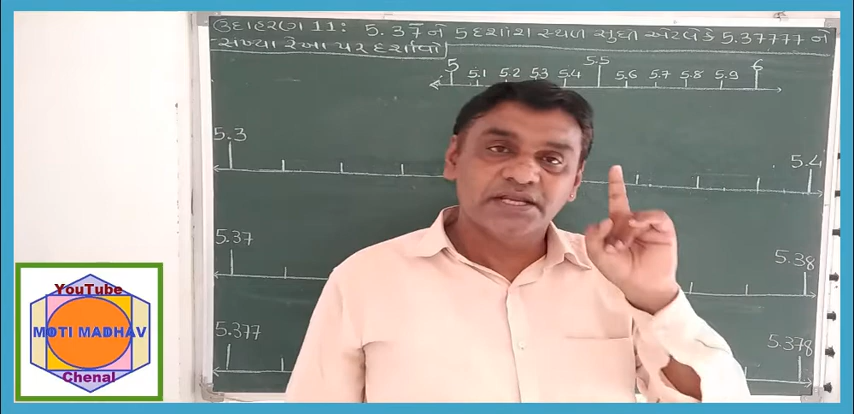 ઉદાહરણ 11: 5.37̅ ને 5 દશાંશ સ્થળ સુધી એટલે કે 5.37777 ને
સંખ્યા રેખા પર દર્શાવો
5 5.1 5.2 5.3 5.4 5.5 5.6 5.7 5.8 5.9 6
5.3 5.4
5.37 5.38
5.377 5.378
YouTube
MOTI MADHAV
Chenal